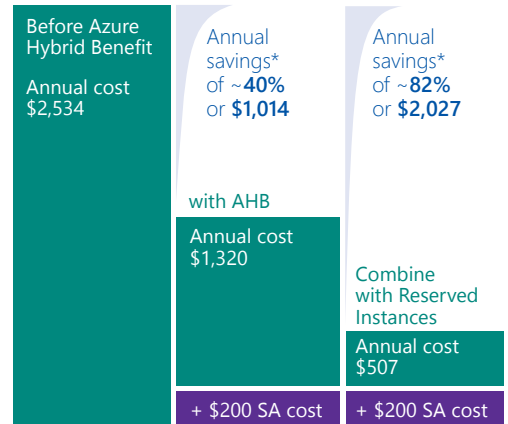 Before Azure
Hybrid Benefit
Annual cost
$2,534
Annual
savings*
of ~40%
or $1,014
with AHB
Annual cost
$1,320
+ $200 SA cost
Annual
savings*
of ~82%
or $2,027
Combine
with Reserved
Instances
Annual cost
$507
+ $200 SA cost